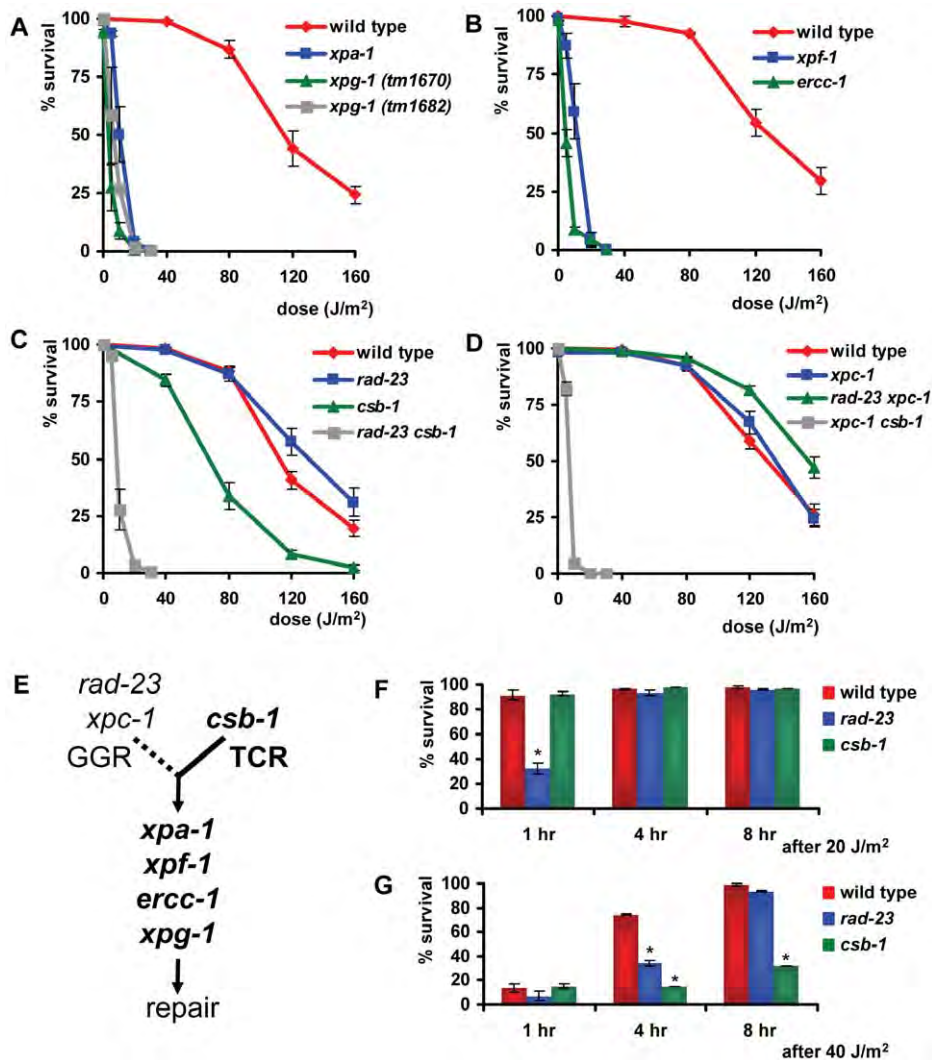 A
% survival
100
75
50
25
0
0 40 80 120 160
dose (J/m²)
wild type
xpa-1
xpg-1 (tm1670)
xpg-1 (tm1682)
B
% survival
100
75
50
25
0
0 40 80 120 160
dose (J/m²)
wild type
xpf-1
ercc-1
C
% survival
100
75
50
25
0
0 40 80 120 160
dose (J/m²)
wild type
rad-23
csb-1
rad-23 csb-1
D
% survival
100
75
50
25
0
0 40 80 120 160
dose (J/m²)
wild type
xpc-1
rad-23 xpc-1
xpc-1 csb-1
E
rad-23
xpc-1 csb-1
GGR TCR
xpa-1
xpf-1
ercc-1
xpg-1
repair
F
% survival
100
80
60
40
20
0
*
1 hr 4 hr 8 hr
after 20 J/m²
wild type
rad-23
csb-1
G
% survival
100
80
60
40
20
0
* * *
1 hr 4 hr 8 hr
after 40 J/m²
wild type
rad-23
csb-1